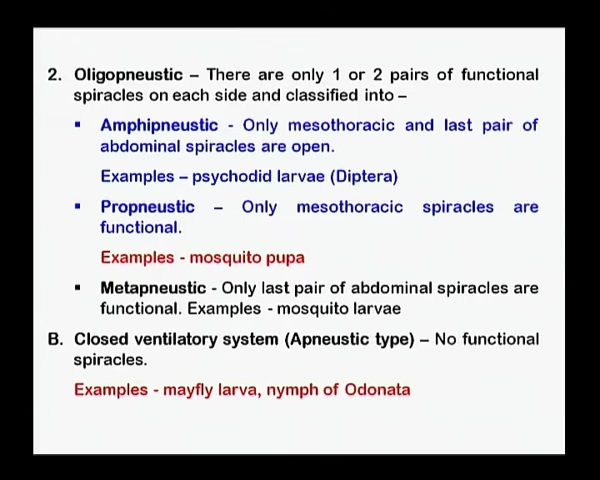 2. Oligopneustic – There are only 1 or 2 pairs of functional
spiracles on each side and classified into –
▪ Amphipneustic - Only mesothoracic and last pair of
abdominal spiracles are open.
Examples – psychodid larvae (Diptera)
▪ Propneustic – Only mesothoracic spiracles are
functional.
Examples - mosquito pupa
▪ Metapneustic - Only last pair of abdominal spiracles are
functional. Examples - mosquito larvae
B. Closed ventilatory system (Apneustic type) – No functional
spiracles.
Examples - mayfly larva, nymph of Odonata